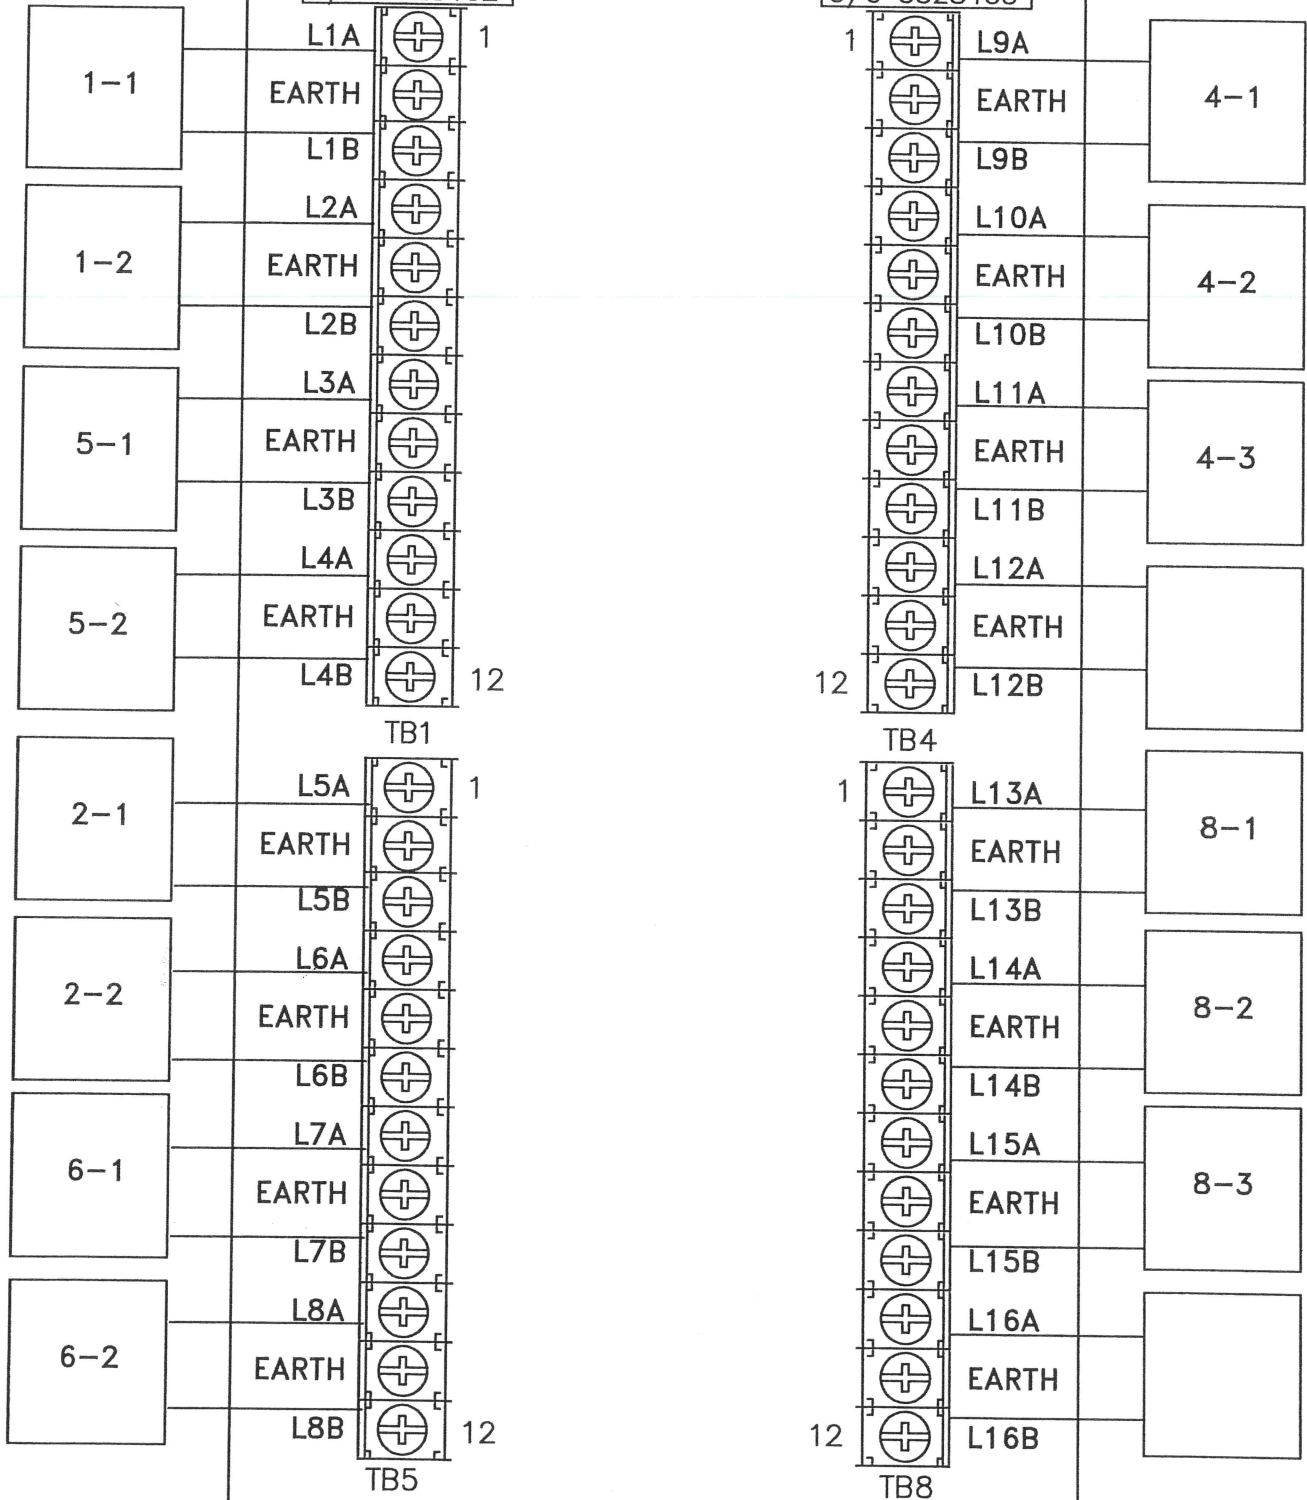 L1A
1
1-1
EARTH
L1B
L2A
1-2
EARTH
L2B
L3A
5-1
EARTH
L3B
L4A
5-2
EARTH
L4B
12
TB1
L5A
1
2-1
EARTH
L5B
L6A
2-2
EARTH
L6B
L7A
6-1
EARTH
L7B
L8A
6-2
EARTH
L8B
12
TB5
1
L9A
4-1
EARTH
L9B
L10A
4-2
EARTH
L10B
L11A
4-3
EARTH
L11B
L12A
EARTH
12
L12B
TB4
1
L13A
8-1
EARTH
L13B
L14A
8-2
EARTH
L14B
L15A
8-3
EARTH
L15B
L16A
EARTH
12
L16B
TB8